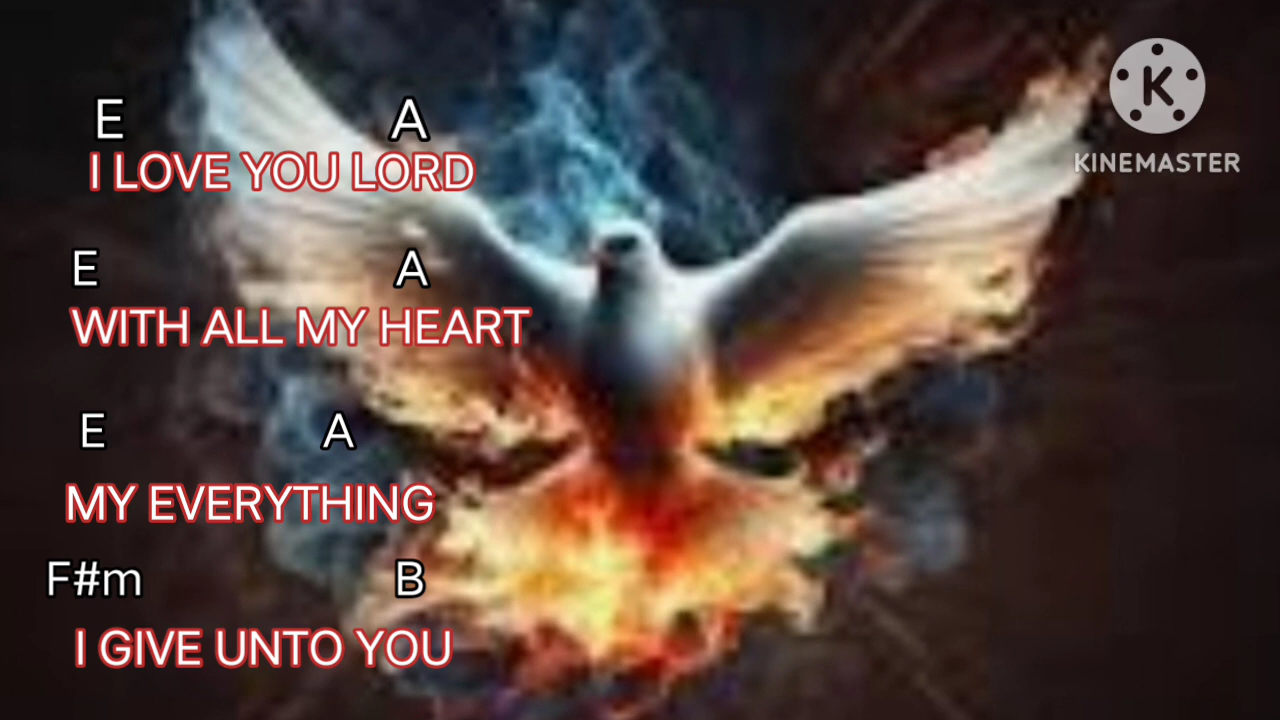 E A
I LOVE YOU LORD
E A
WITH ALL MY HEART
E A
MY EVERYTHING
F#m B
I GIVE UNTO YOU
K
KINEMASTER